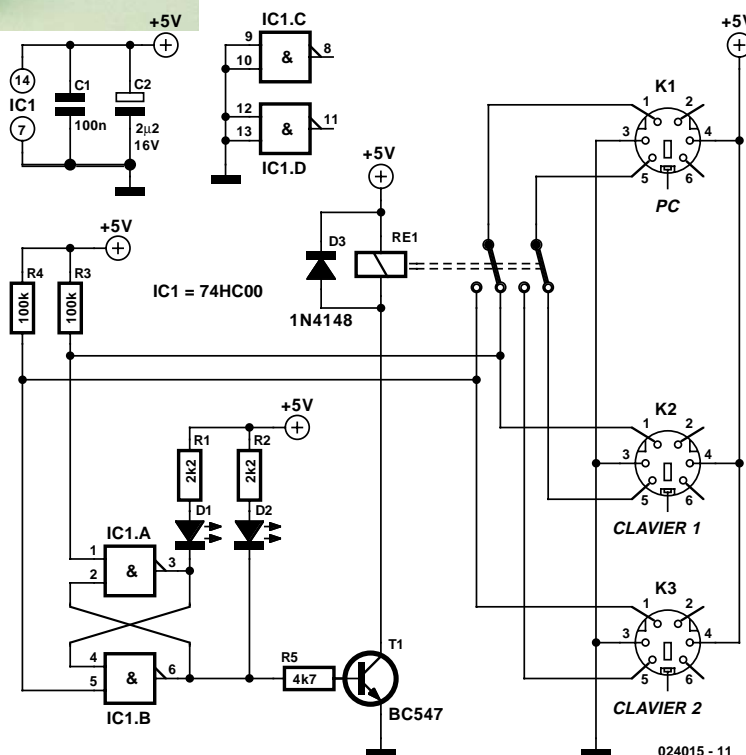 +5V
14
IC1
7
C1
100n
C2
2µ2
16V
IC1.C
9
10
&
8
12
13
&
11
IC1.D
+5V
D3
RE1
1N4148
+5V
R4
100k
R3
100k
IC1 = 74HC00
+5V
R1
2k2
R2
2k2
D1
D2
IC1.A
1
2
&
3
4
5
&
6
IC1.B
R5
4k7
T1
BC547
+5V
K1
1
2
3
4
5
6
PC
K2
1
2
3
4
5
6
CLAVIER 1
K3
1
2
3
4
5
6
CLAVIER 2
024015 - 11